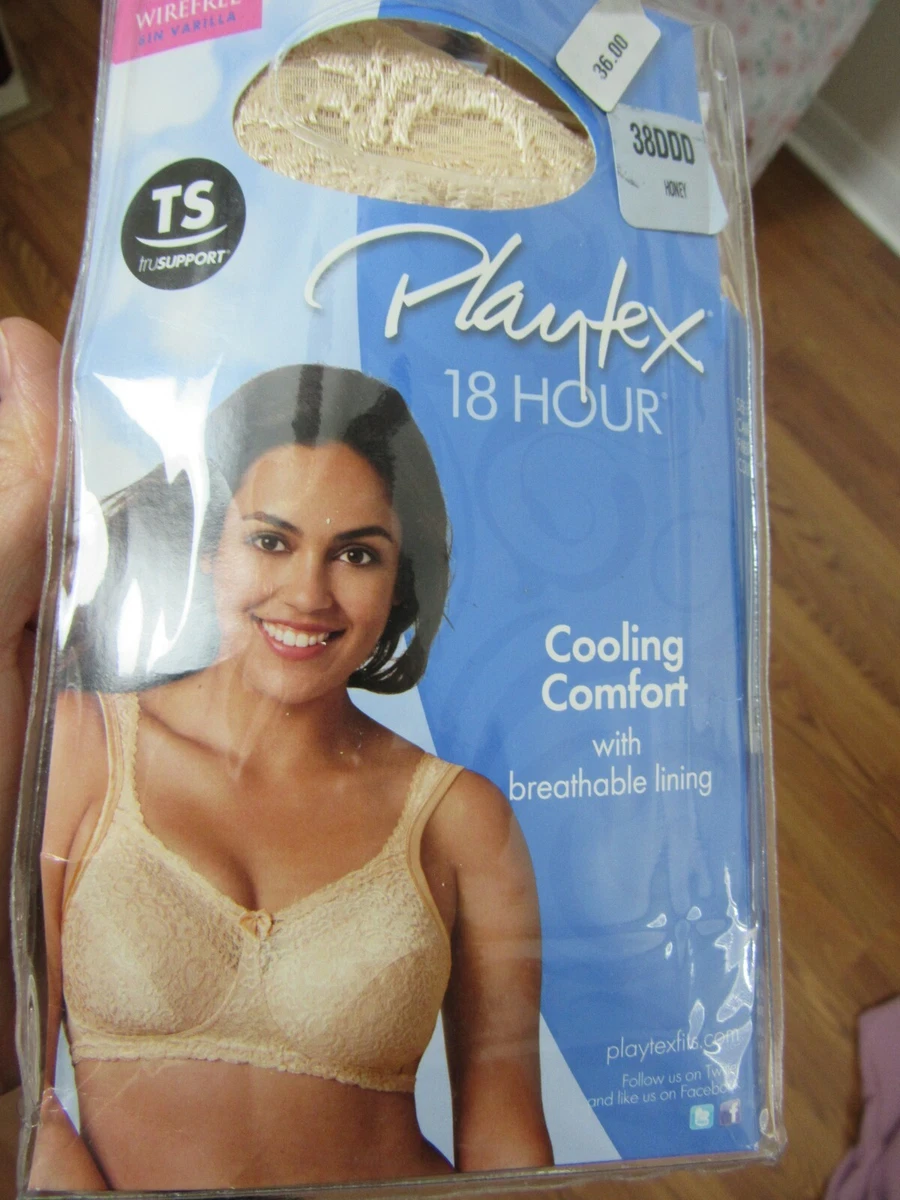 WIREFREE
SIN VARILLA
36.00
38DDD
HONEY
TS
truSUPPORT
Playtex®
18 HOUR®
Cooling
Comfort
with
breathable lining
playtexfits.com
Follow us on
and like us on Facebook
t f